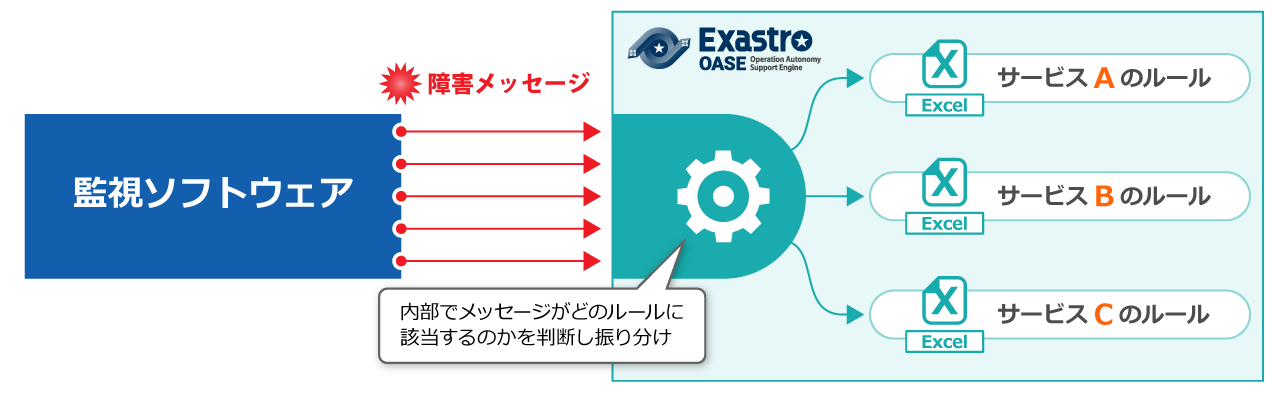 Exastro
OASE Operation Autonomy
Support Engine
障害メッセージ
監視ソフトウェア
サービス A のルール
Excel
サービス B のルール
Excel
サービス C のルール
Excel
内部でメッセージがどのルールに
該当するのかを判断し振り分け